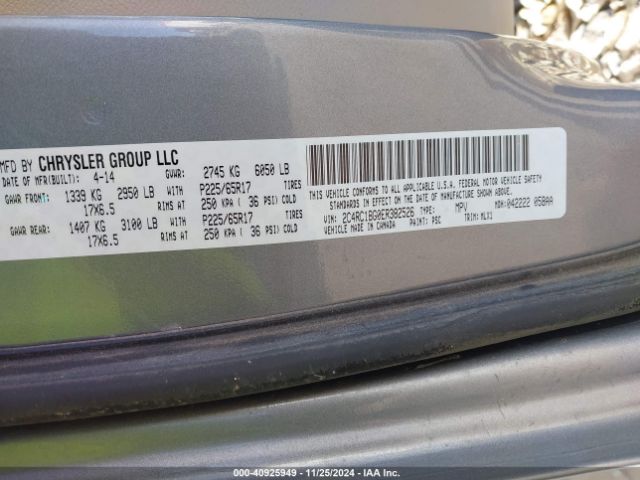 MFD BY CHRYSLER GROUP LLC
DATE OF MFR(BUILT): 4-14 GVWR: 2745 KG 6050 LB
GAWR FRONT: 1339 KG 2950 LB WITH P225/65R17 TIRES
17X6.5 RIMS AT 250 KPA ( 36 PSI) COLD
GAWR REAR: 1407 KG 3100 LB WITH P225/65R17 TIRES
17X6.5 RIMS AT 250 KPA ( 36 PSI) COLD
THIS VEHICLE CONFORMS TO ALL APPLICABLE U.S.A. FEDERAL MOTOR VEHICLE SAFETY
STANDARDS IN EFFECT ON THE DATE OF MANUFACTURE SHOWN ABOVE.
VIN: 2C4RC1BG0ER382526 TYPE: MPV MDH: 042222 058AA
VEHICLE MADE IN CANADA PAINT: PSC TRIM: MLX1
000-40925949 - 11/25/2024 - IAA Inc.